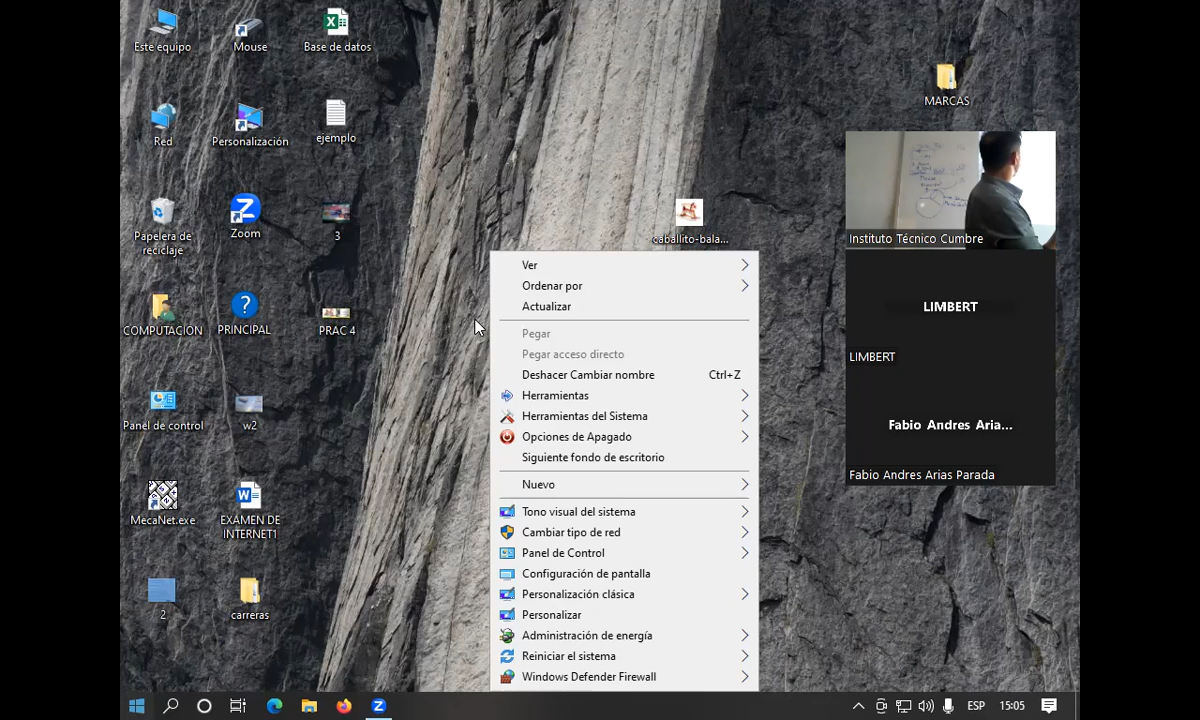 Este equipo
Mouse
Base de datos
MARCAS
Red
Personalización
ejemplo
Papelera de
reciclaje
Zoom
3
caballito-bala...
COMPUTACION
PRINCIPAL
PRAC 4
Panel de control
w2
MecaNet.exe
EXAMEN DE
INTERNET1
2
carreras
Ver
Ordenar por
Actualizar
Pegar
Pegar acceso directo
Deshacer Cambiar nombre Ctrl+Z
Herramientas
Herramientas del Sistema
Opciones de Apagado
Siguiente fondo de escritorio
Nuevo
Tono visual del sistema
Cambiar tipo de red
Panel de Control
Configuración de pantalla
Personalización clásica
Personalizar
Administración de energía
Reiniciar el sistema
Windows Defender Firewall
Instituto Técnico Cumbre
LIMBERT
LIMBERT
Fabio Andres Aria...
Fabio Andres Arias Parada
ESP 15:05